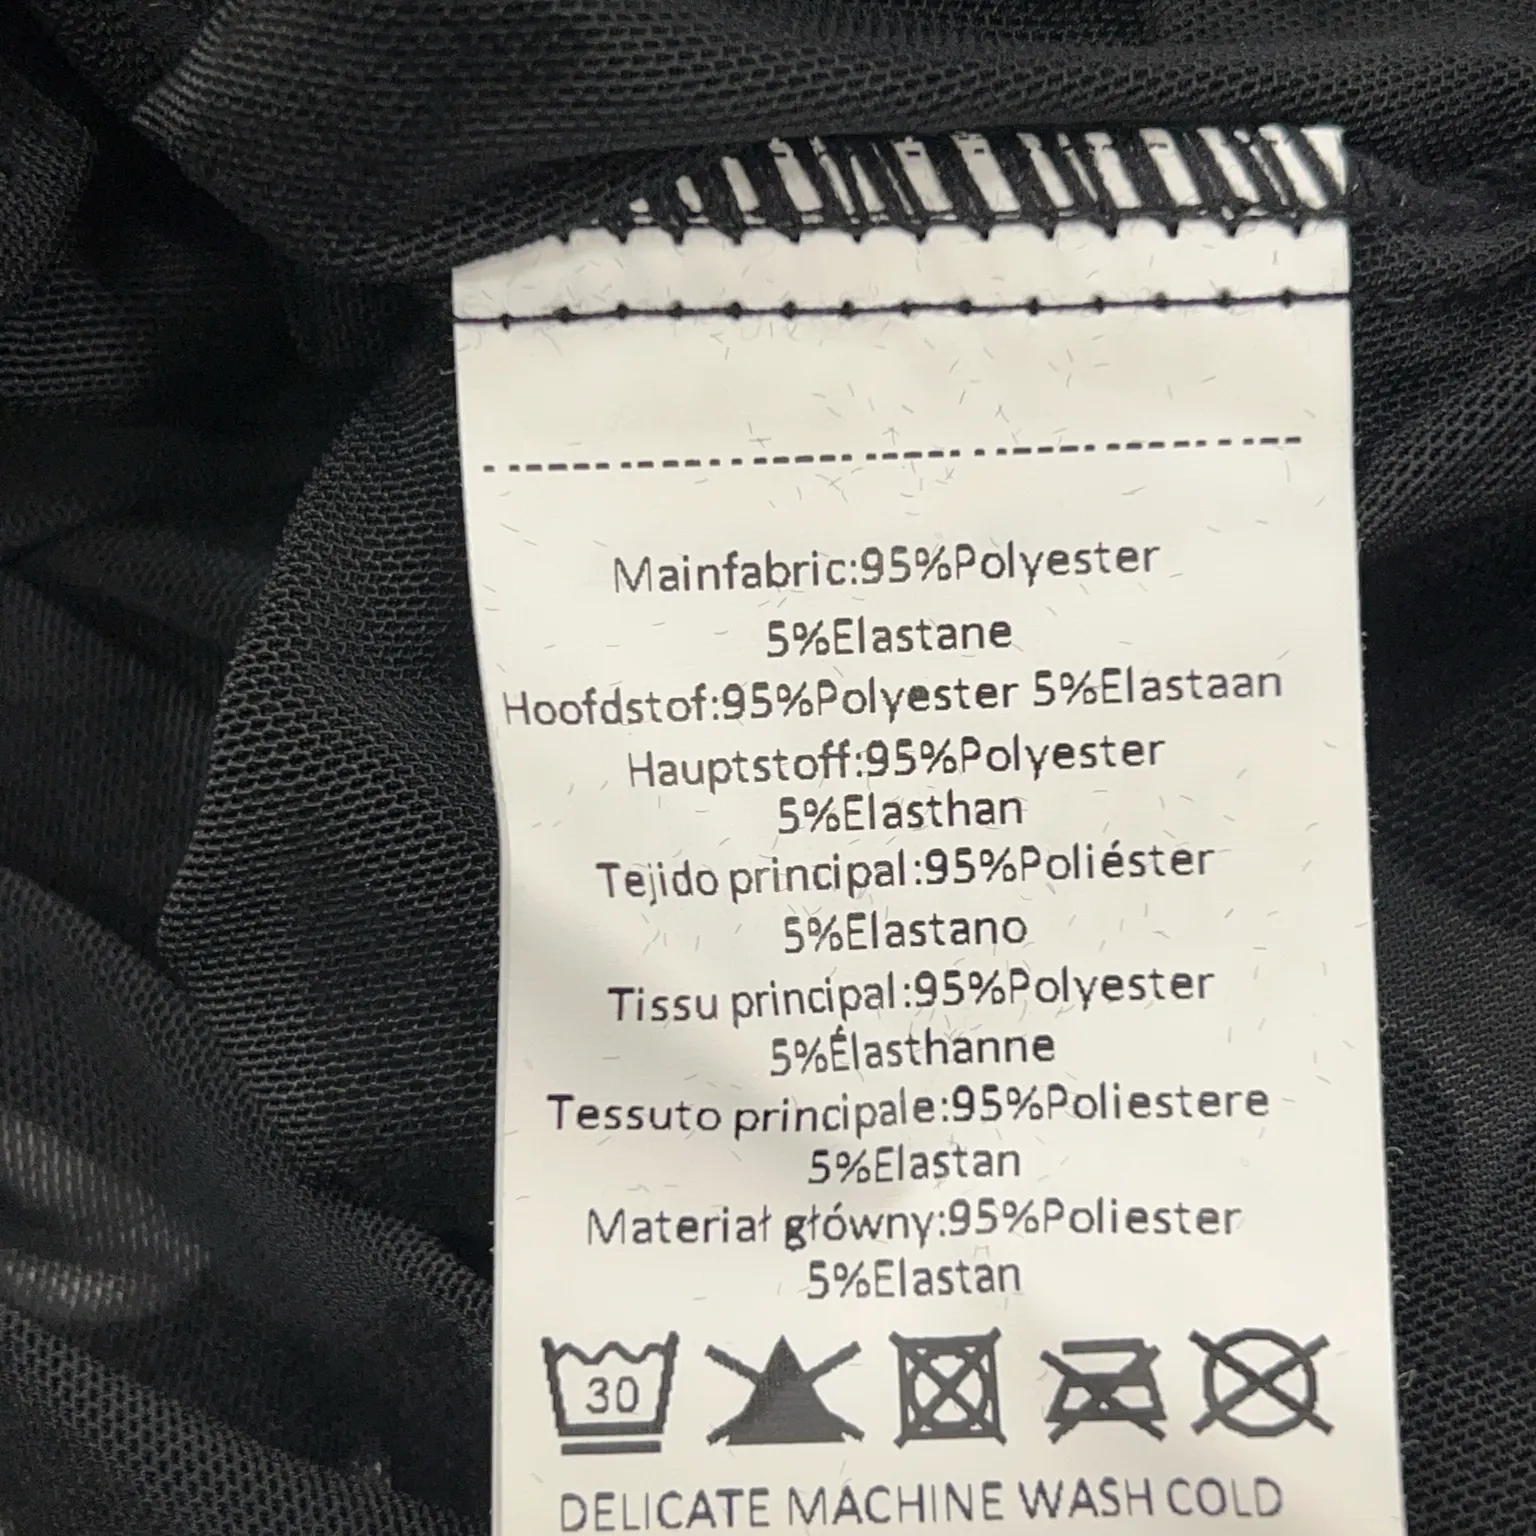 Mainfabric:95%Polyester
5%Elastane
Hoofdstof:95%Polyester 5%Elastaan
Hauptstoff:95%Polyester
5%Elasthan
Tejido principal:95%Poliéster
5%Elastano
Tissu principal:95%Polyester
5%Élasthanne
Tessuto principale:95%Poliestere
5%Elastan
Materiał główny:95%Poliester
5%Elastan
30
DELICATE MACHINE WASH COLD